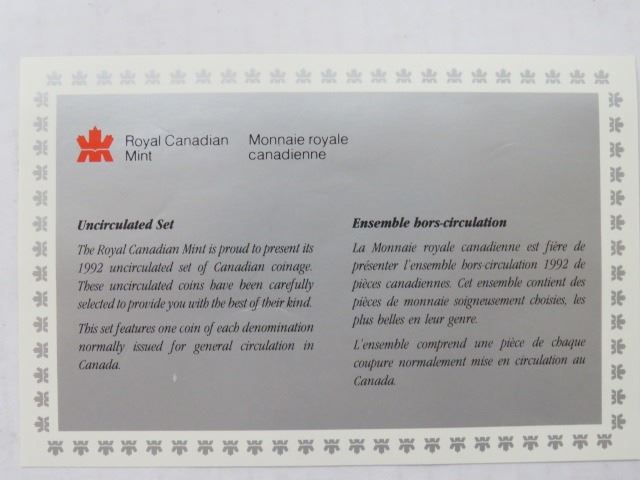 Royal Canadian
Mint
Monnaie royale
canadienne
Uncirculated Set
The Royal Canadian Mint is proud to present its
1992 uncirculated set of Canadian coinage.
These uncirculated coins have been carefully
selected to provide you with the best of their kind.
This set features one coin of each denomination
normally issued for general circulation in
Canada.
Ensemble hors-circulation
La Monnaie royale canadienne est fière de
présenter l'ensemble hors-circulation 1992 de
pièces canadiennes. Cet ensemble contient des
pièces de monnaie soigneusement choisies, les
plus belles en leur genre.
L'ensemble comprend une pièce de chaque
coupure normalement mise en circulation au
Canada.